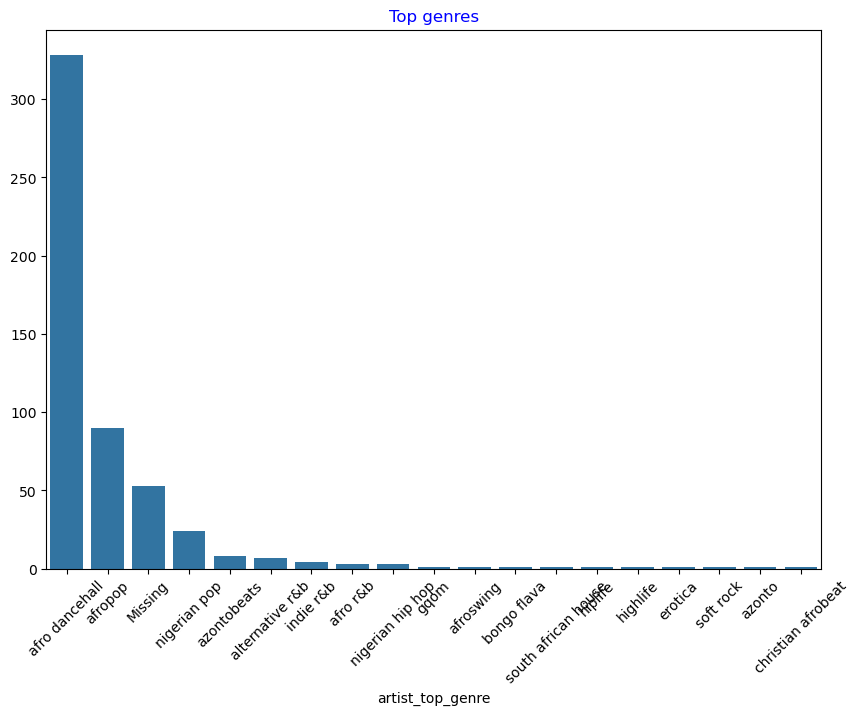 Top genres
300
250
200
150
100
50
0
afro dancehall
afropop
Missing
nigerian pop
azontobeats
alternative r&b
indie r&b
afro r&b
nigerian hip hop
gqom
afroswing
bongo flava
south african house
hiplife
highlife
erotica
soft rock
azonto
christian afrobeat
artist_top_genre